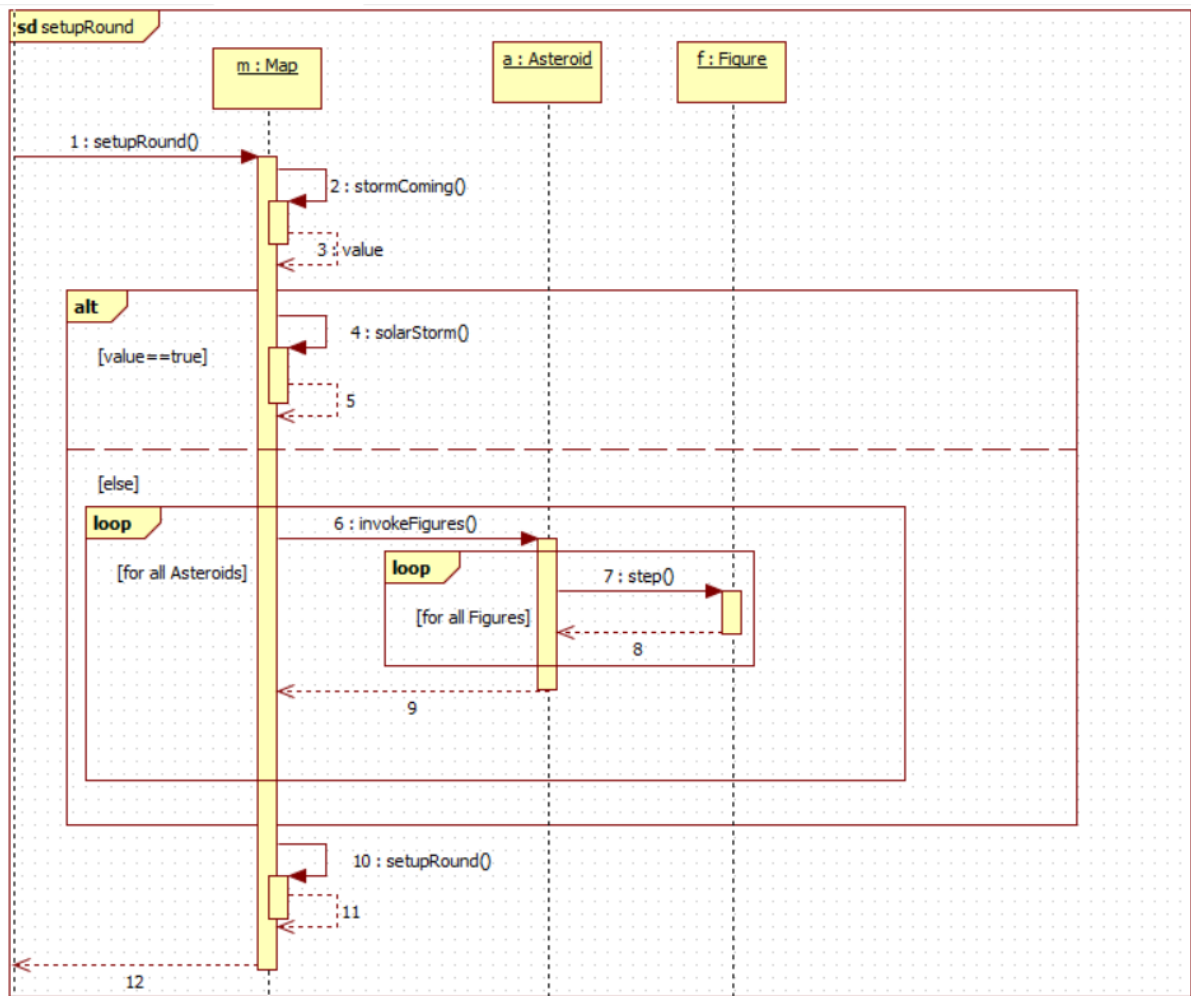 sd setupRound
m : Map
a : Asteroid
f : Figure
1 : setupRound()
2 : stormComing()
3 : value
alt
4 : solarStorm()
[value==true]
5
[else]
loop
6 : invokeFigures()
[for all Asteroids]
loop
7 : step()
[for all Figures]
8
9
10 : setupRound()
11
12